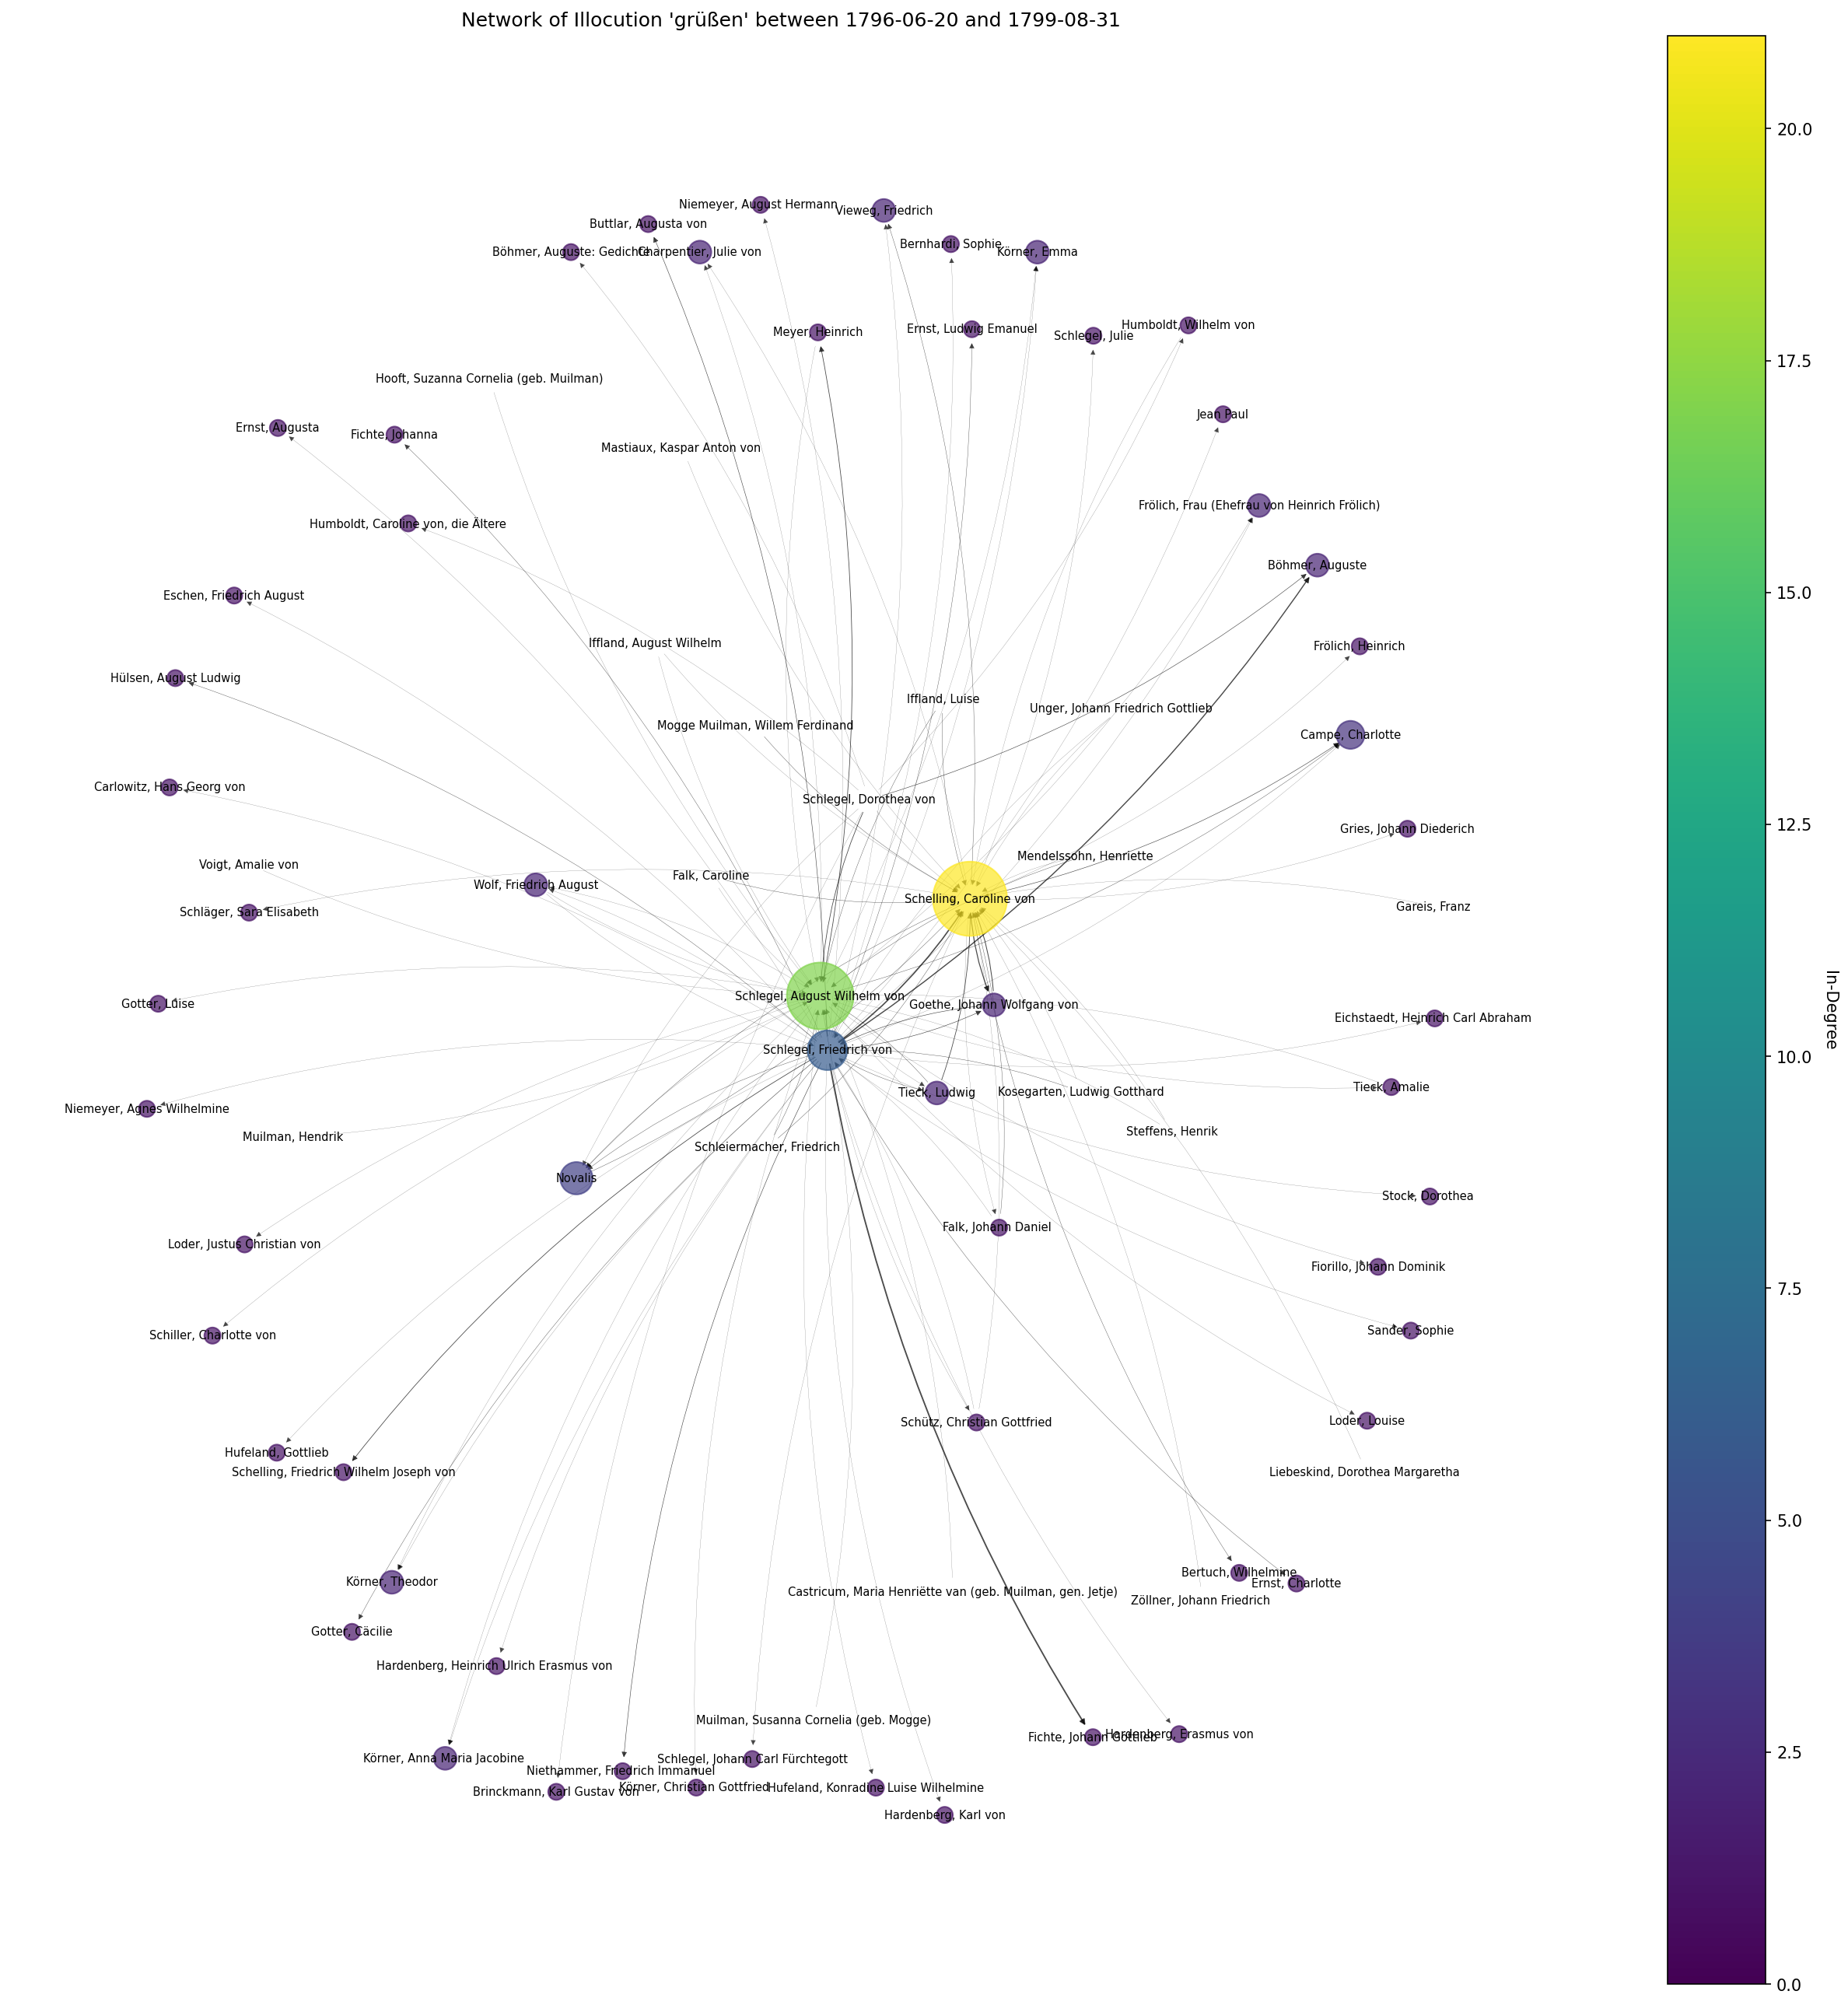 Network of Illocution 'grüßen' between 1796-06-20 and 1799-08-31
Niemeyer, August Hermann
Vieweg, Friedrich
Buttlar, Augusta von
Bernhardi, Sophie
Böhmer, Auguste: Gedichte
Charpentier, Julie von
Körner, Emma
Meyer, Heinrich
Ernst, Ludwig Emanuel
Schlegel, Julie
Humboldt, Wilhelm von
Hooft, Suzanna Cornelia (geb. Muilman)
Jean Paul
Ernst, Augusta
Fichte, Johanna
Mastiaux, Kaspar Anton von
Frölich, Frau (Ehefrau von Heinrich Frölich)
Humboldt, Caroline von, die Ältere
Böhmer, Auguste
Eschen, Friedrich August
Iffland, August Wilhelm
Frölich, Heinrich
Hülsen, August Ludwig
Iffland, Luise
Unger, Johann Friedrich Gottlieb
Mogge Muilman, Willem Ferdinand
Campe, Charlotte
Carlowitz, Hans Georg von
Schlegel, Dorothea von
Gries, Johann Diederich
Mendelssohn, Henriette
Voigt, Amalie von
Falk, Caroline
Wolf, Friedrich August
Schelling, Caroline von
Gareis, Franz
Schläger, Sara Elisabeth
Schlegel, August Wilhelm von
Gotter, Luise
Goethe, Johann Wolfgang von
Eichstaedt, Heinrich Carl Abraham
Schlegel, Friedrich von
Tieck, Amalie
Tieck, Ludwig
Kosegarten, Ludwig Gotthard
Niemeyer, Agnes Wilhelmine
Muilman, Hendrik
Steffens, Henrik
Schleiermacher, Friedrich
Novalis
Stock, Dorothea
Falk, Johann Daniel
Loder, Justus Christian von
Fiorillo, Johann Dominik
Schiller, Charlotte von
Sander, Sophie
Schütz, Christian Gottfried
Loder, Louise
Hufeland, Gottlieb
Schelling, Friedrich Wilhelm Joseph von
Liebeskind, Dorothea Margaretha
Körner, Theodor
Bertuch, Wilhelmine
Ernst, Charlotte
Castricum, Maria Henriëtte van (geb. Muilman, gen. Jetje)
Zöllner, Johann Friedrich
Gotter, Cäcilie
Hardenberg, Heinrich Ulrich Erasmus von
Muilman, Susanna Cornelia (geb. Mogge)
Fichte, Johann Gottlieb
Hardenberg, Erasmus von
Körner, Anna Maria Jacobine
Schlegel, Johann Carl Fürchtegott
Niethammer, Friedrich Immanuel
Brinckmann, Karl Gustav von
Körner, Christian Gottfried
Hufeland, Konradine Luise Wilhelmine
Hardenberg, Karl von
20.0
17.5
15.0
12.5
10.0
7.5
5.0
2.5
0.0
In-Degree